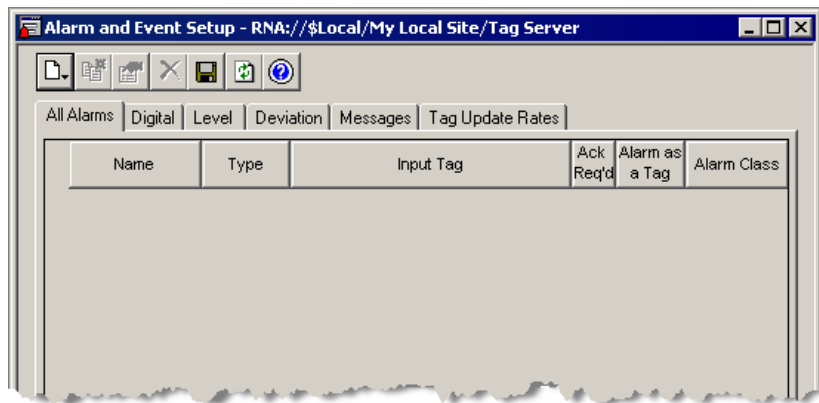 Alarm and Event Setup - RNA://$Local/My Local Site/Tag Server
All Alarms Digital Level Deviation Messages Tag Update Rates
Name Type Input Tag Ack Req'd Alarm as a Tag Alarm Class